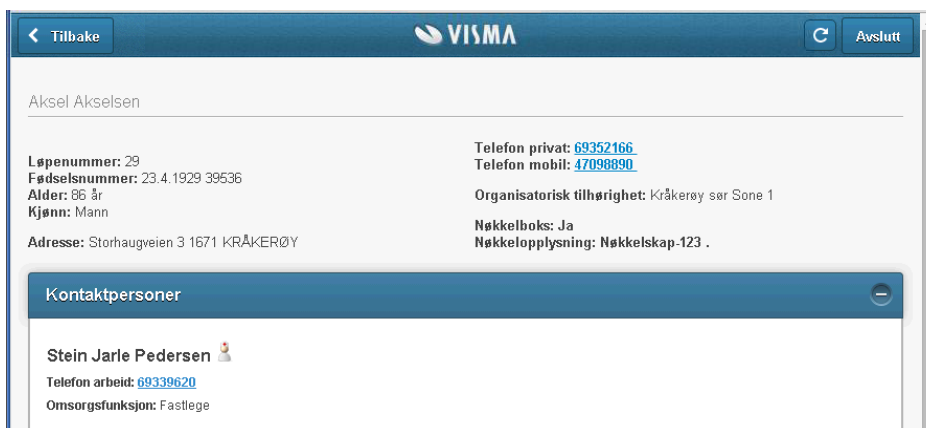 Tilbake
VISMA
Avslutt
Aksel Akselsen
Løpenummer: 29
Fødselsnummer: 23.4.1929 39536
Alder: 86 år
Kjønn: Mann
Adresse: Storhaugveien 3 1671 KRÅKERØY
Telefon privat: 69352166
Telefon mobil: 47098890
Organisatorisk tilhørighet: Kråkerøy sør Sone 1
Nøkkelboks: Ja
Nøkkelopplysning: Nøkkelskap-123 .
Kontaktpersoner
Stein Jarle Pedersen
Telefon arbeid: 69339620
Omsorgsfunksjon: Fastlege